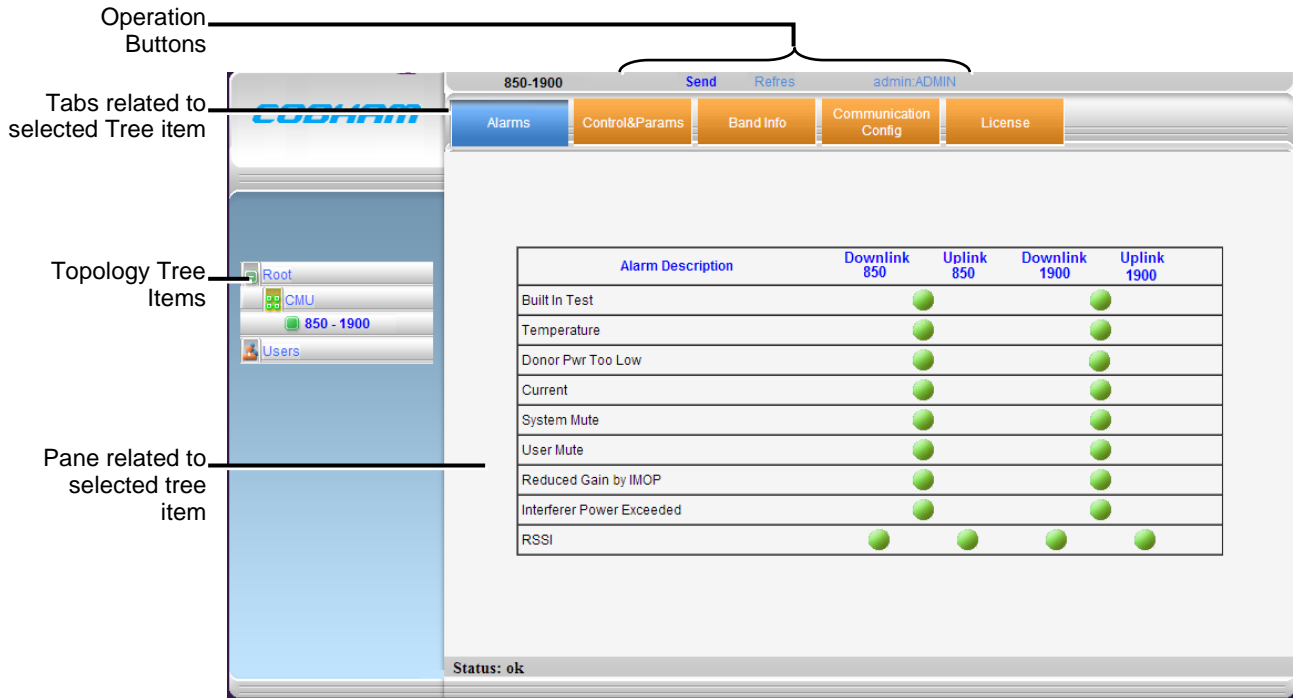 Operation
Buttons
Tabs related to
selected Tree item
Topology Tree
Items
Pane related to
selected tree
item
850-1900 Send Refres admin:ADMIN
COBHAM
Alarms Control&Params Band Info Communication Config License
Root
CMU
850 - 1900
Users
Alarm Description Downlink 850 Uplink 850 Downlink 1900 Uplink 1900
Built In Test
Temperature
Donor Pwr Too Low
Current
System Mute
User Mute
Reduced Gain by IMOP
Interferer Power Exceeded
RSSI
Status: ok